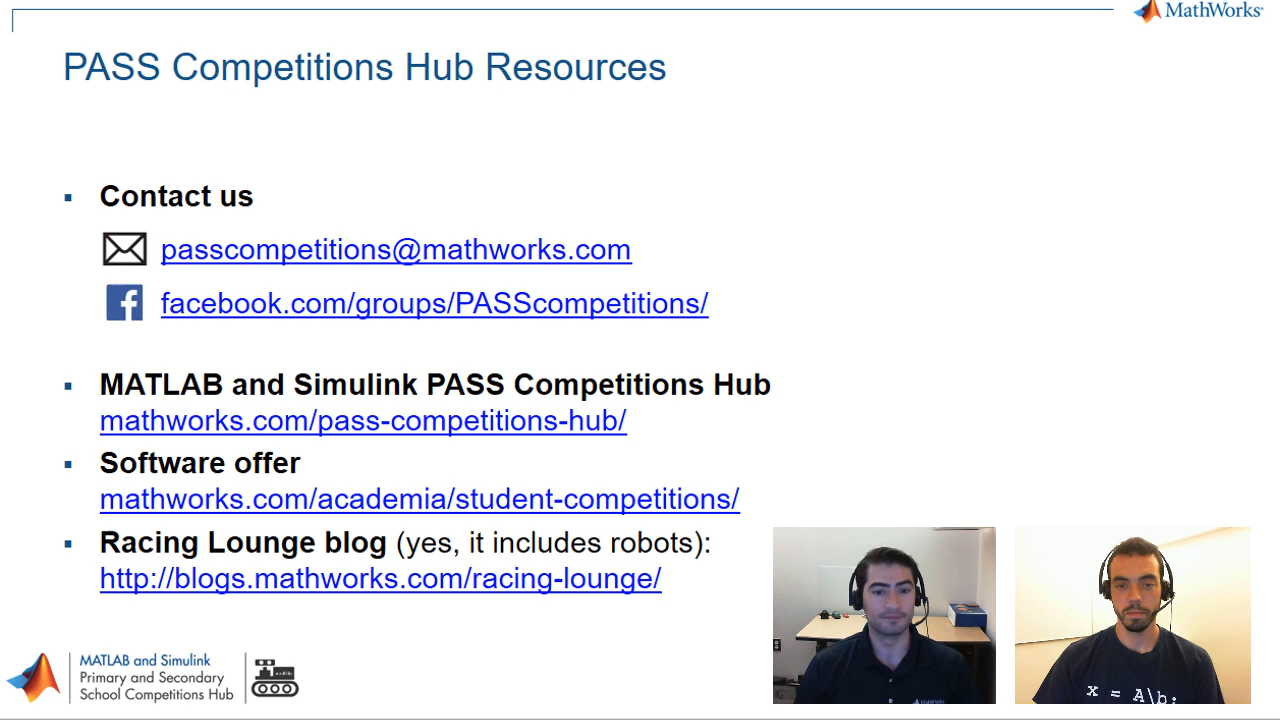 MathWorks®
PASS Competitions Hub Resources
▪ Contact us
passcompetitions@mathworks.com
facebook.com/groups/PASScompetitions/
▪ MATLAB and Simulink PASS Competitions Hub
mathworks.com/pass-competitions-hub/
▪ Software offer
mathworks.com/academia/student-competitions/
▪ Racing Lounge blog (yes, it includes robots):
http://blogs.mathworks.com/racing-lounge/
MATLAB and Simulink
Primary and Secondary
School Competitions Hub
MathWorks
x = A\b;